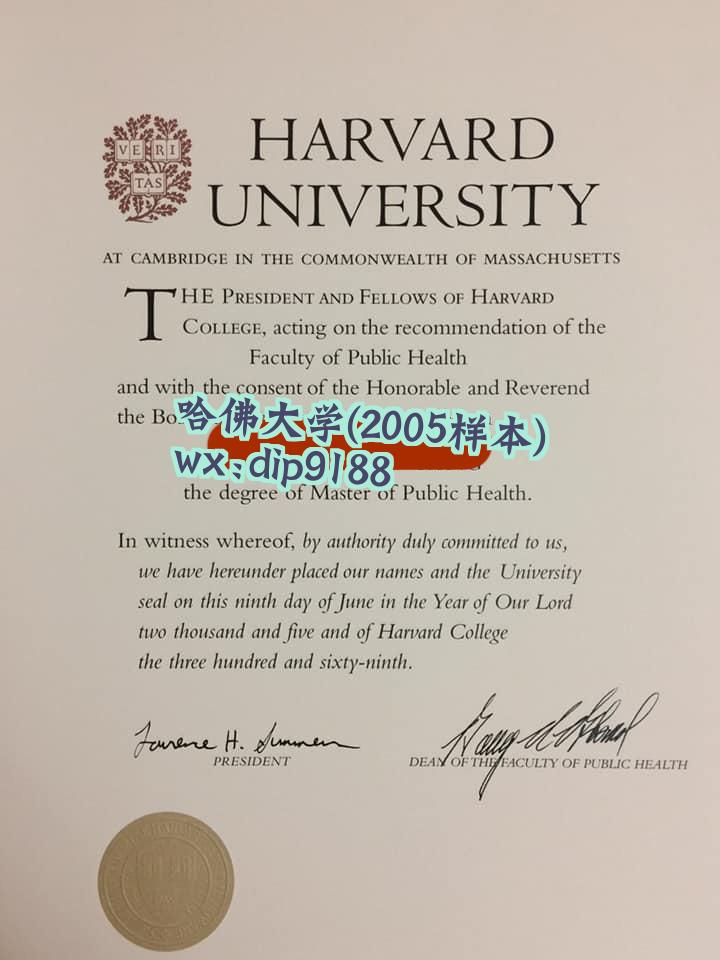 VE RI
TAS
HARVARD
UNIVERSITY
AT CAMBRIDGE IN THE COMMONWEALTH OF MASSACHUSETTS
THE PRESIDENT AND FELLOWS OF HARVARD
COLLEGE, acting on the recommendation of the
Faculty of Public Health
and with the consent of the Honorable and Reverend
the Bo
哈佛大学(2005样本)
wx:dip9188
the degree of Master of Public Health.
In witness whereof, by authority duly committed to us,
we have hereunder placed our names and the University
seal on this ninth day of June in the Year of Our Lord
two thousand and five and of Harvard College
the three hundred and sixty-ninth.
Lawrence H. Summers
PRESIDENT
DEAN OF THE FACULTY OF PUBLIC HEALTH